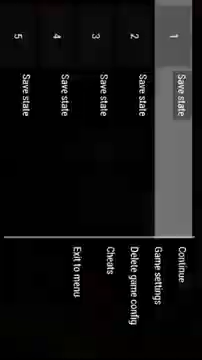 1
Save state
2
Save state
3
Save state
4
Save state
5
Save state
Continue
Game settings
Delete game config
Cheats
Exit to menu